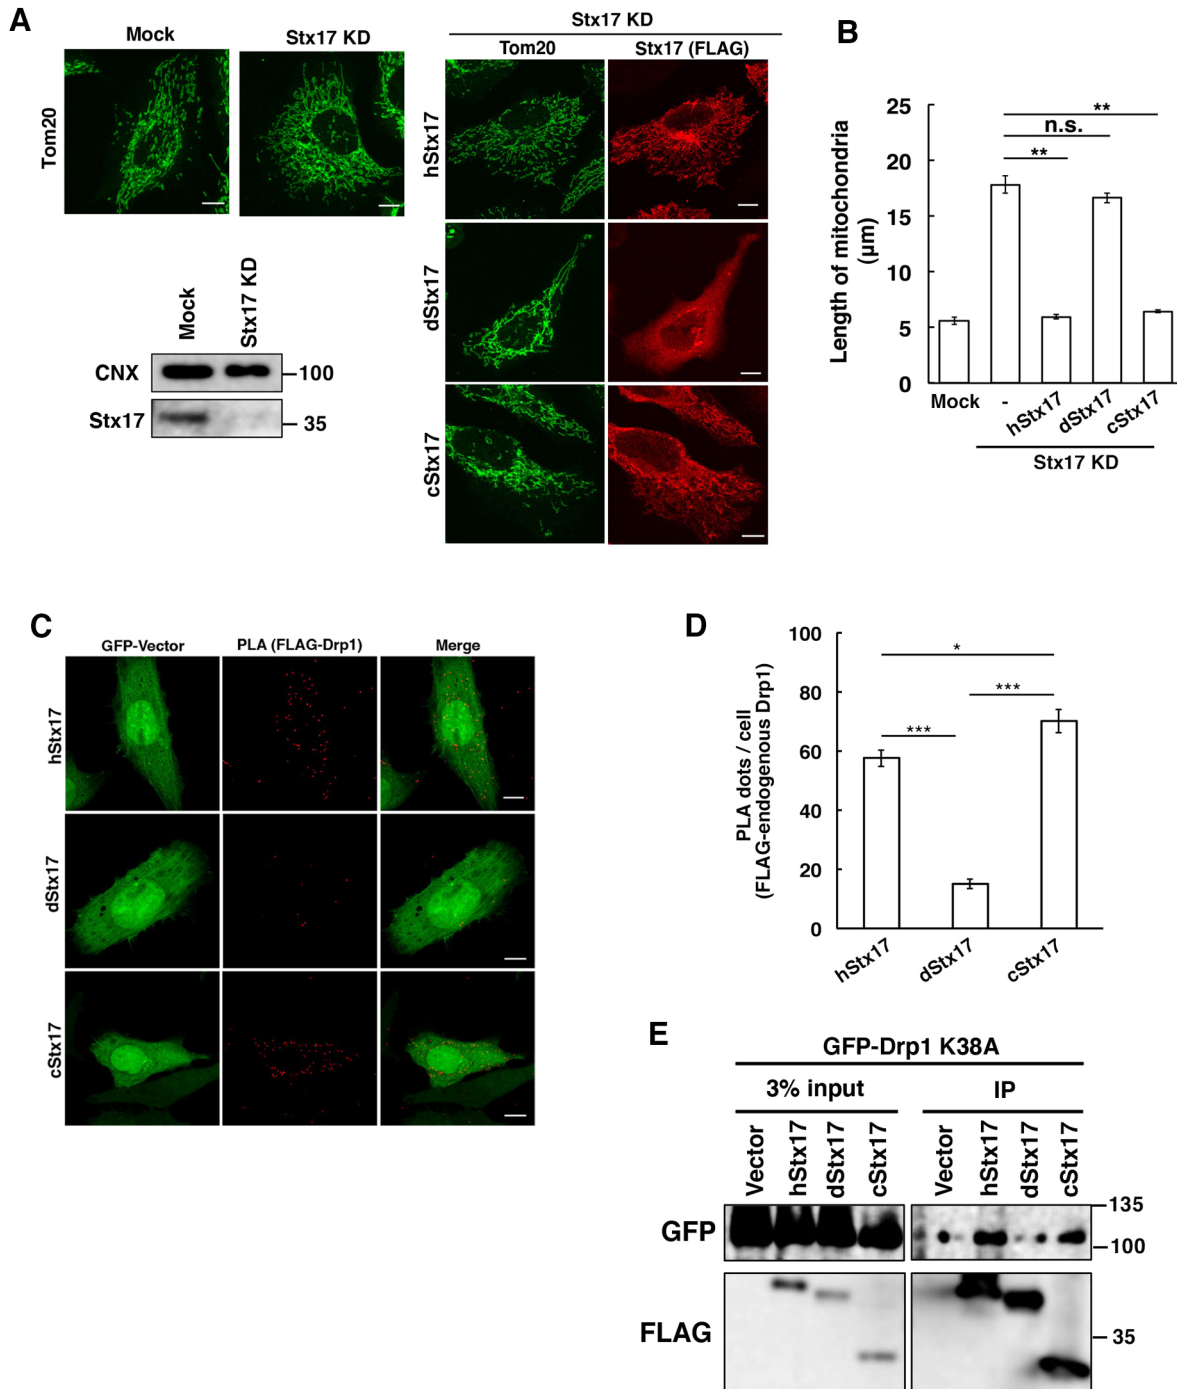 A
Mock
Stx17 KD
Tom20
Mock
Stx17 KD
CNX
100
Stx17
35
Stx17 KD
Tom20
Stx17 (FLAG)
hStx17
dStx17
cStx17
B
Length of mitochondria
(μm)
25
20
15
10
5
0
**
n.s.
**
Mock
-
hStx17
dStx17
cStx17
Stx17 KD
C
GFP-Vector
PLA (FLAG-Drp1)
Merge
hStx17
dStx17
cStx17
D
PLA dots / cell
(FLAG-endogenous Drp1)
100
80
60
40
20
0
*
***
***
hStx17
dStx17
cStx17
E
GFP-Drp1 K38A
3% input
IP
Vector
hStx17
dStx17
cStx17
Vector
hStx17
dStx17
cStx17
GFP
135
100
FLAG
35